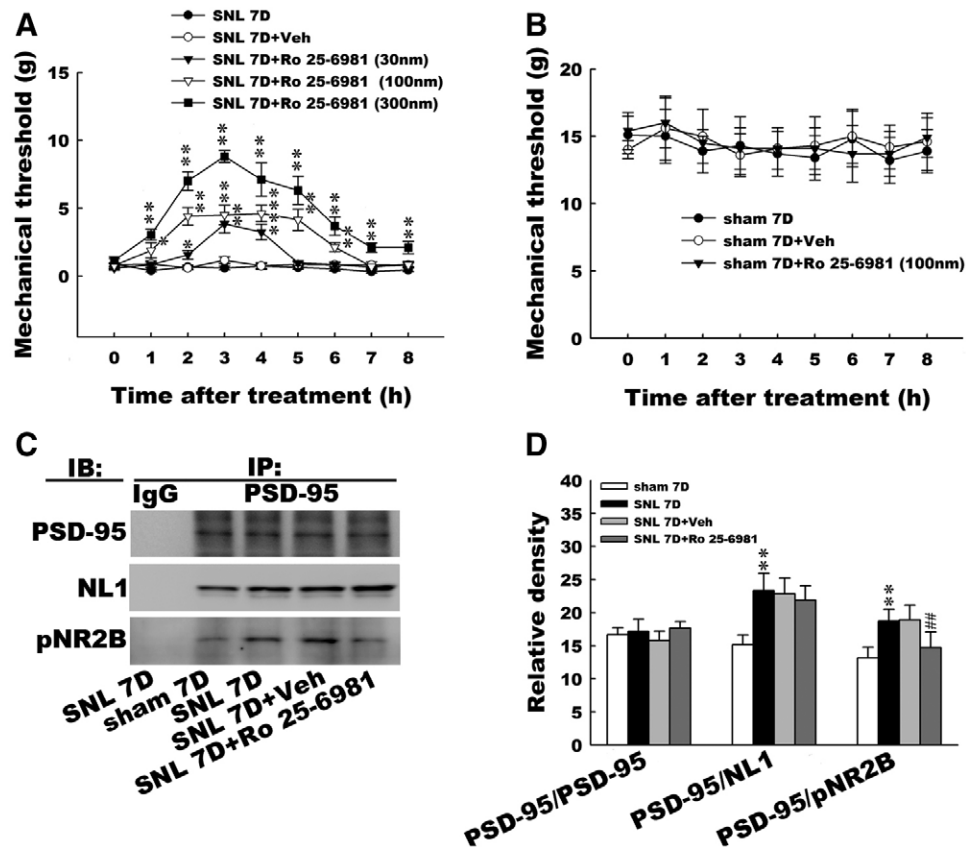 A
SNL 7D
SNL 7D+Veh
SNL 7D+Ro 25-6981 (30nm)
SNL 7D+Ro 25-6981 (100nm)
SNL 7D+Ro 25-6981 (300nm)
Mechanical threshold (g)
15
10
5
0
** ** ** ** ** ** ** **
* ** ** ** ** **
* ** **
0 1 2 3 4 5 6 7 8
Time after treatment (h)
B
Mechanical threshold (g)
20
15
10
5
0
sham 7D
sham 7D+Veh
sham 7D+Ro 25-6981 (100nm)
0 1 2 3 4 5 6 7 8
Time after treatment (h)
C
IB: IP:
IgG PSD-95
PSD-95
NL1
pNR2B
SNL 7D
sham 7D
SNL 7D
SNL 7D+Veh
SNL 7D+Ro 25-6981
D
Relative density
40
35
30
25
20
15
10
5
0
sham 7D
SNL 7D
SNL 7D+Veh
SNL 7D+Ro 25-6981
**
**
##
PSD-95/PSD-95
PSD-95/NL1
PSD-95/pNR2B